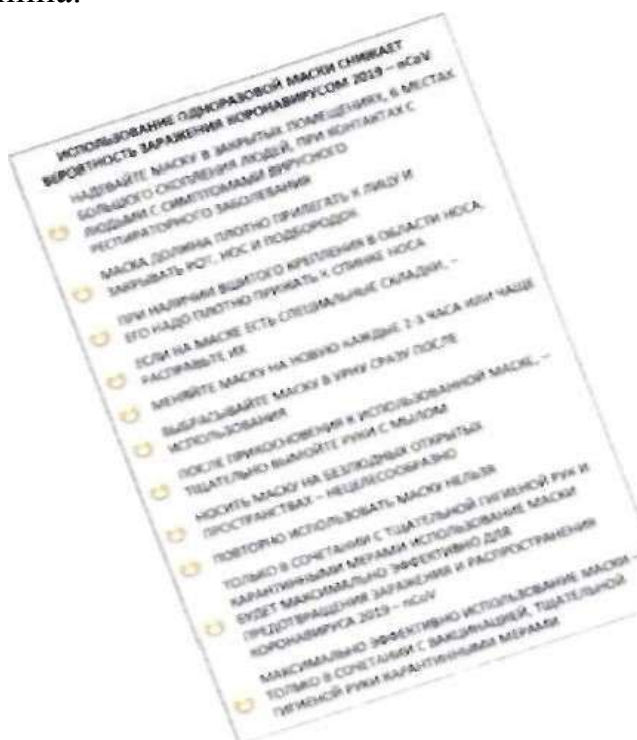 ИСПОЛЬЗОВАНИЕ ОДНОРАЗОВОЙ МАСКИ СНИЖАЕТ
ВЕРОЯТНОСТЬ ЗАРАЖЕНИЯ КОРОНАВИРУСОМ 2019 – nCoV
НАДЕВАЙТЕ МАСКУ В ЗАКРЫТЫХ ПОМЕЩЕНИЯХ, В МЕСТАХ
БОЛЬШОГО СКОПЛЕНИЯ ЛЮДЕЙ, ПРИ КОНТАКТАХ С
ЛЮДЬМИ С СИМПТОМАМИ ВИРУСНОГО
РЕСПИРАТОРНОГО ЗАБОЛЕВАНИЯ
МАСКА ДОЛЖНА ПЛОТНО ПРИЛЕГАТЬ К ЛИЦУ И
ЗАКРЫВАТЬ РОТ, НОС И ПОДБОРОДОК
ПРИ НАЛИЧИИ ВШИТОГО КРЕПЛЕНИЯ В ОБЛАСТИ НОСА,
ЕГО НАДО ПЛОТНО ПРИЖАТЬ К СПИНКЕ НОСА
ЕСЛИ НА МАСКЕ ЕСТЬ СПЕЦИАЛЬНЫЕ СКЛАДКИ, –
РАСПРАВЬТЕ ИХ
МЕНЯЙТЕ МАСКУ НА НОВУЮ КАЖДЫЕ 2-3 ЧАСА ИЛИ ЧАЩЕ
ВЫБРАСЫВАЙТЕ МАСКУ В УРНУ СРАЗУ ПОСЛЕ
ИСПОЛЬЗОВАНИЯ
ПОСЛЕ ПРИКОСНОВЕНИЯ К ИСПОЛЬЗОВАННОЙ МАСКЕ, –
ТЩАТЕЛЬНО ВЫМОЙТЕ РУКИ С МЫЛОМ
НОСИТЬ МАСКУ НА БЕЗЛЮДНЫХ ОТКРЫТЫХ
ПРОСТРАНСТВАХ – НЕЦЕЛЕСООБРАЗНО
ПОВТОРНО ИСПОЛЬЗОВАТЬ МАСКУ НЕЛЬЗЯ
ТОЛЬКО В СОЧЕТАНИИ С ТЩАТЕЛЬНОЙ ГИГИЕНОЙ РУК И
КАРАНТИННЫМИ МЕРАМИ ИСПОЛЬЗОВАНИЕ МАСКИ
БУДЕТ МАКСИМАЛЬНО ЭФФЕКТИВНО ДЛЯ
ПРЕДОТВРАЩЕНИЯ ЗАРАЖЕНИЯ И РАСПРОСТРАНЕНИЯ
КОРОНАВИРУСА 2019 – nCoV
МАКСИМАЛЬНО ЭФФЕКТИВНО ИСПОЛЬЗОВАНИЕ МАСКИ –
ТОЛЬКО В СОЧЕТАНИИ С ВАКЦИНАЦИЕЙ, ТЩАТЕЛЬНОЙ
ГИГИЕНОЙ РУКИ КАРАНТИННЫМИ МЕРАМИ